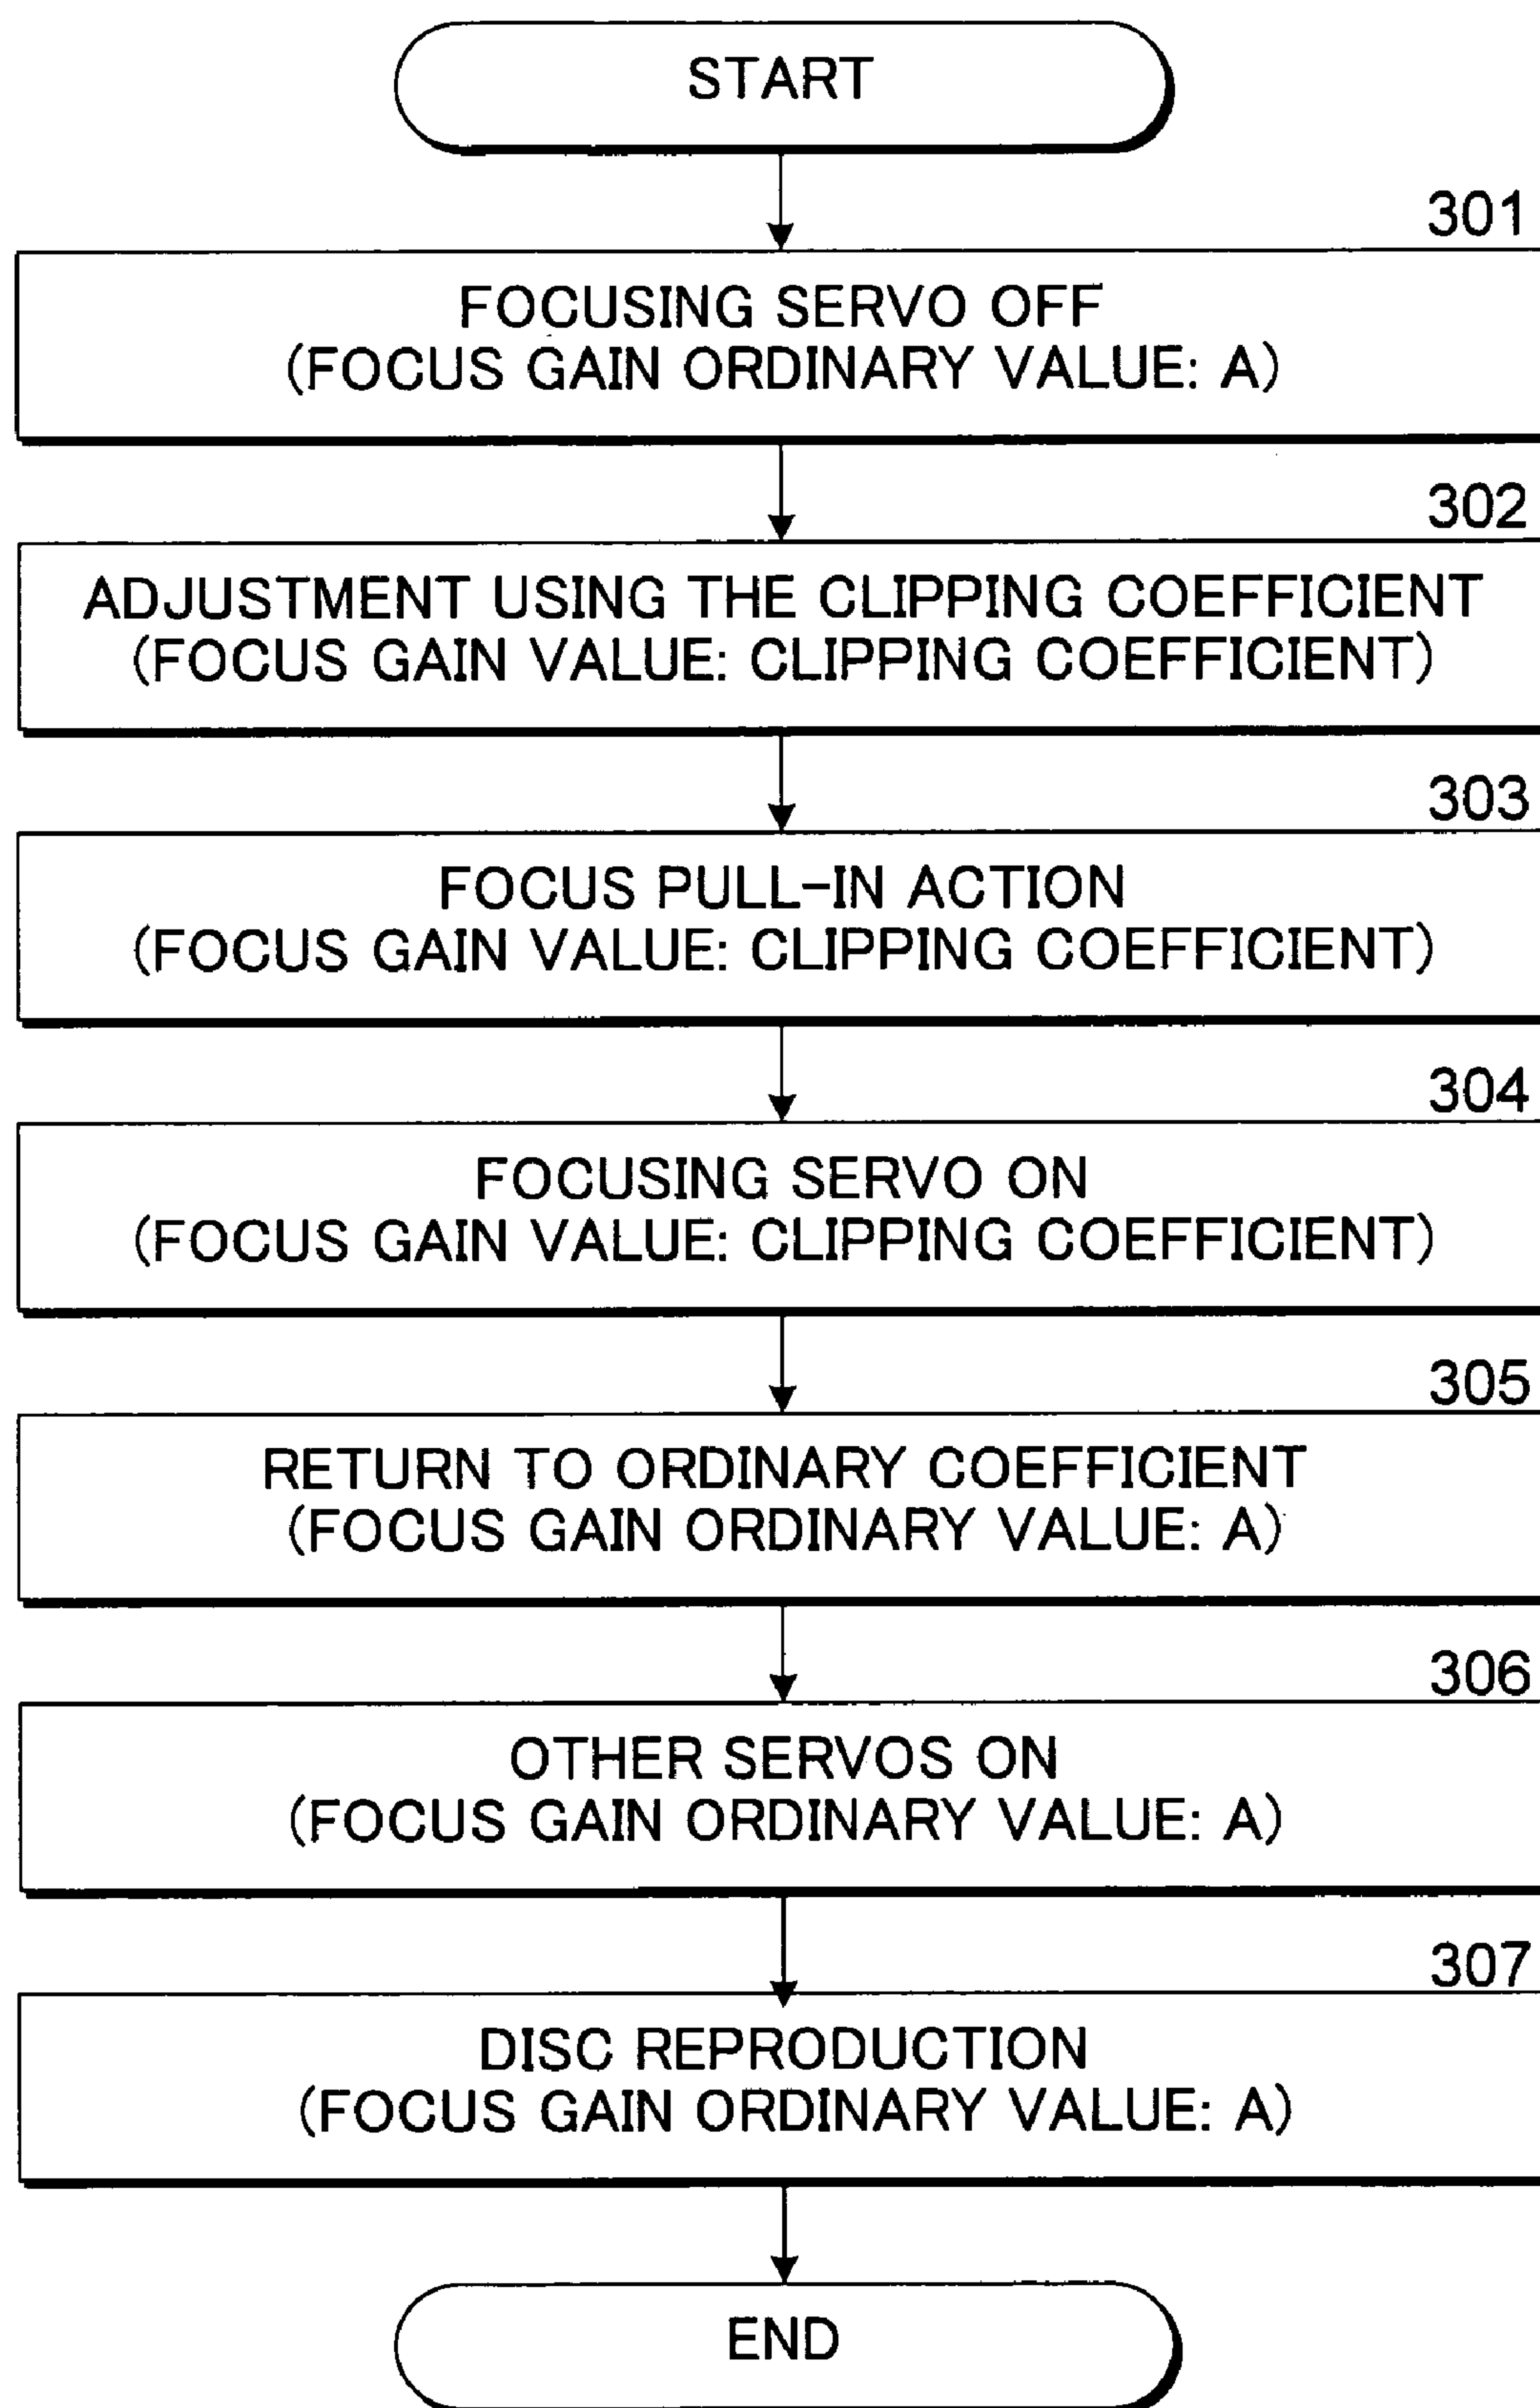 START
301
FOCUSING SERVO OFF
(FOCUS GAIN ORDINARY VALUE: A)
302
ADJUSTMENT USING THE CLIPPING COEFFICIENT
(FOCUS GAIN VALUE: CLIPPING COEFFICIENT)
303
FOCUS PULL-IN ACTION
(FOCUS GAIN VALUE: CLIPPING COEFFICIENT)
304
FOCUSING SERVO ON
(FOCUS GAIN VALUE: CLIPPING COEFFICIENT)
305
RETURN TO ORDINARY COEFFICIENT
(FOCUS GAIN ORDINARY VALUE: A)
306
OTHER SERVOS ON
(FOCUS GAIN ORDINARY VALUE: A)
307
DISC REPRODUCTION
(FOCUS GAIN ORDINARY VALUE: A)
END